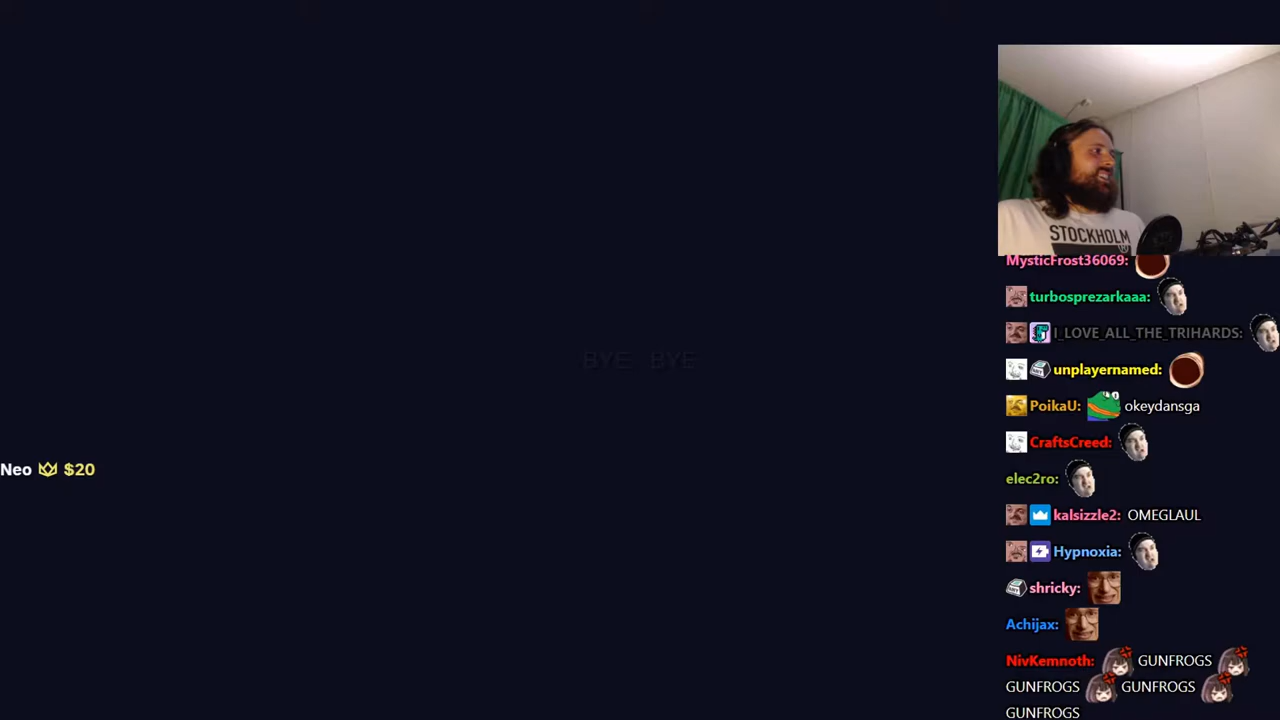 STOCKHOLM
MysticFrost36069:
turbosprezarkaaa:
I_LOVE_ALL_THE_TRIHARDS:
unplayernamed:
PoikaU: okeydansga
CraftsCreed:
elec2ro:
kalsizzle2: OMEGLAUL
Hypnoxia:
shricky:
Achijax:
NivKemnoth: GUNFROGS
GUNFROGS GUNFROGS
GUNFROGS
BYE, BYE
Neo $20